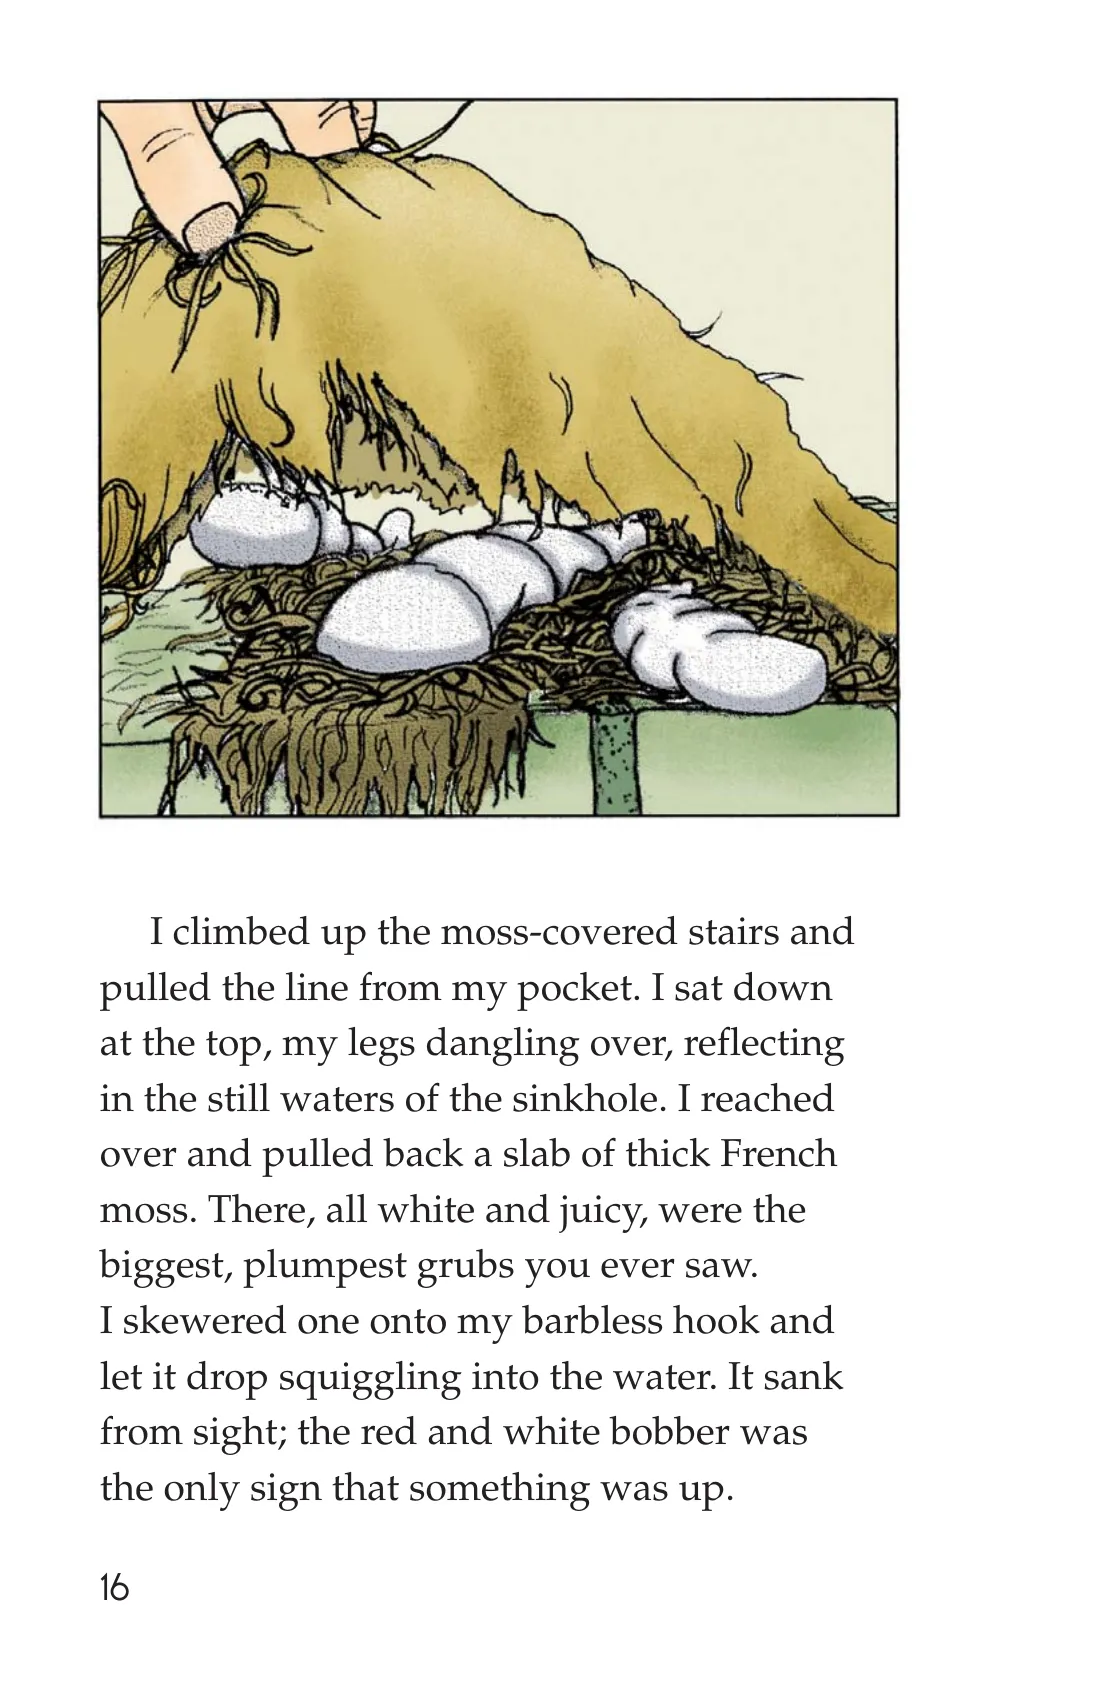 I climbed up the moss-covered stairs and
pulled the line from my pocket. I sat down
at the top, my legs dangling over, reflecting
in the still waters of the sinkhole. I reached
over and pulled back a slab of thick French
moss. There, all white and juicy, were the
biggest, plumpest grubs you ever saw.
I skewered one onto my barbless hook and
let it drop squiggling into the water. It sank
from sight; the red and white bobber was
the only sign that something was up.
16